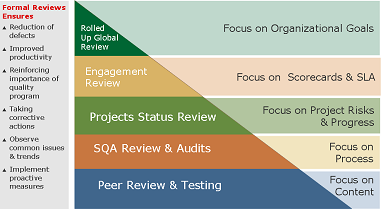 Formal Reviews
Ensures
Reduction of
defects
Improved
productivity
Reinforcing
importance of
quality
program
Taking
corrective
actions
Observe
common issues
& trends
Implement
proactive
measures
Rolled
Up Global
Review
Focus on Organizational Goals
Engagement
Review
Focus on Scorecards & SLA
Projects Status Review
Focus on Project Risks
& Progress
SQA Review & Audits
Focus on
Process
Peer Review & Testing
Focus on
Content